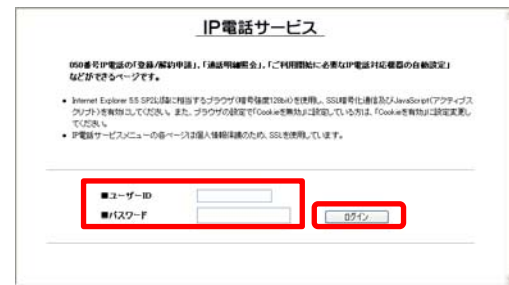 IP電話サービス
050番号IP電話の「登録/解約申請」、「通話明細照会」、「ご利用開始に必要なIP電話対応機器の自動設定」
などができるページです。
• Internet Explorer 5.5 SP2以降に相当するブラウザ(暗号強度128bit)を使用し、SSL暗号化通信及びJavaScript(アクティブス
クリプト)を有効にしてください。また、ブラウザの設定で「Cookieを無効」に設定している方は、「Cookieを有効」に設定変更し
てください。
• IP電話サービスメニューの各ページは個人情報保護のため、SSLを使用しています。
■ユーザーID
■パスワード
ログイン